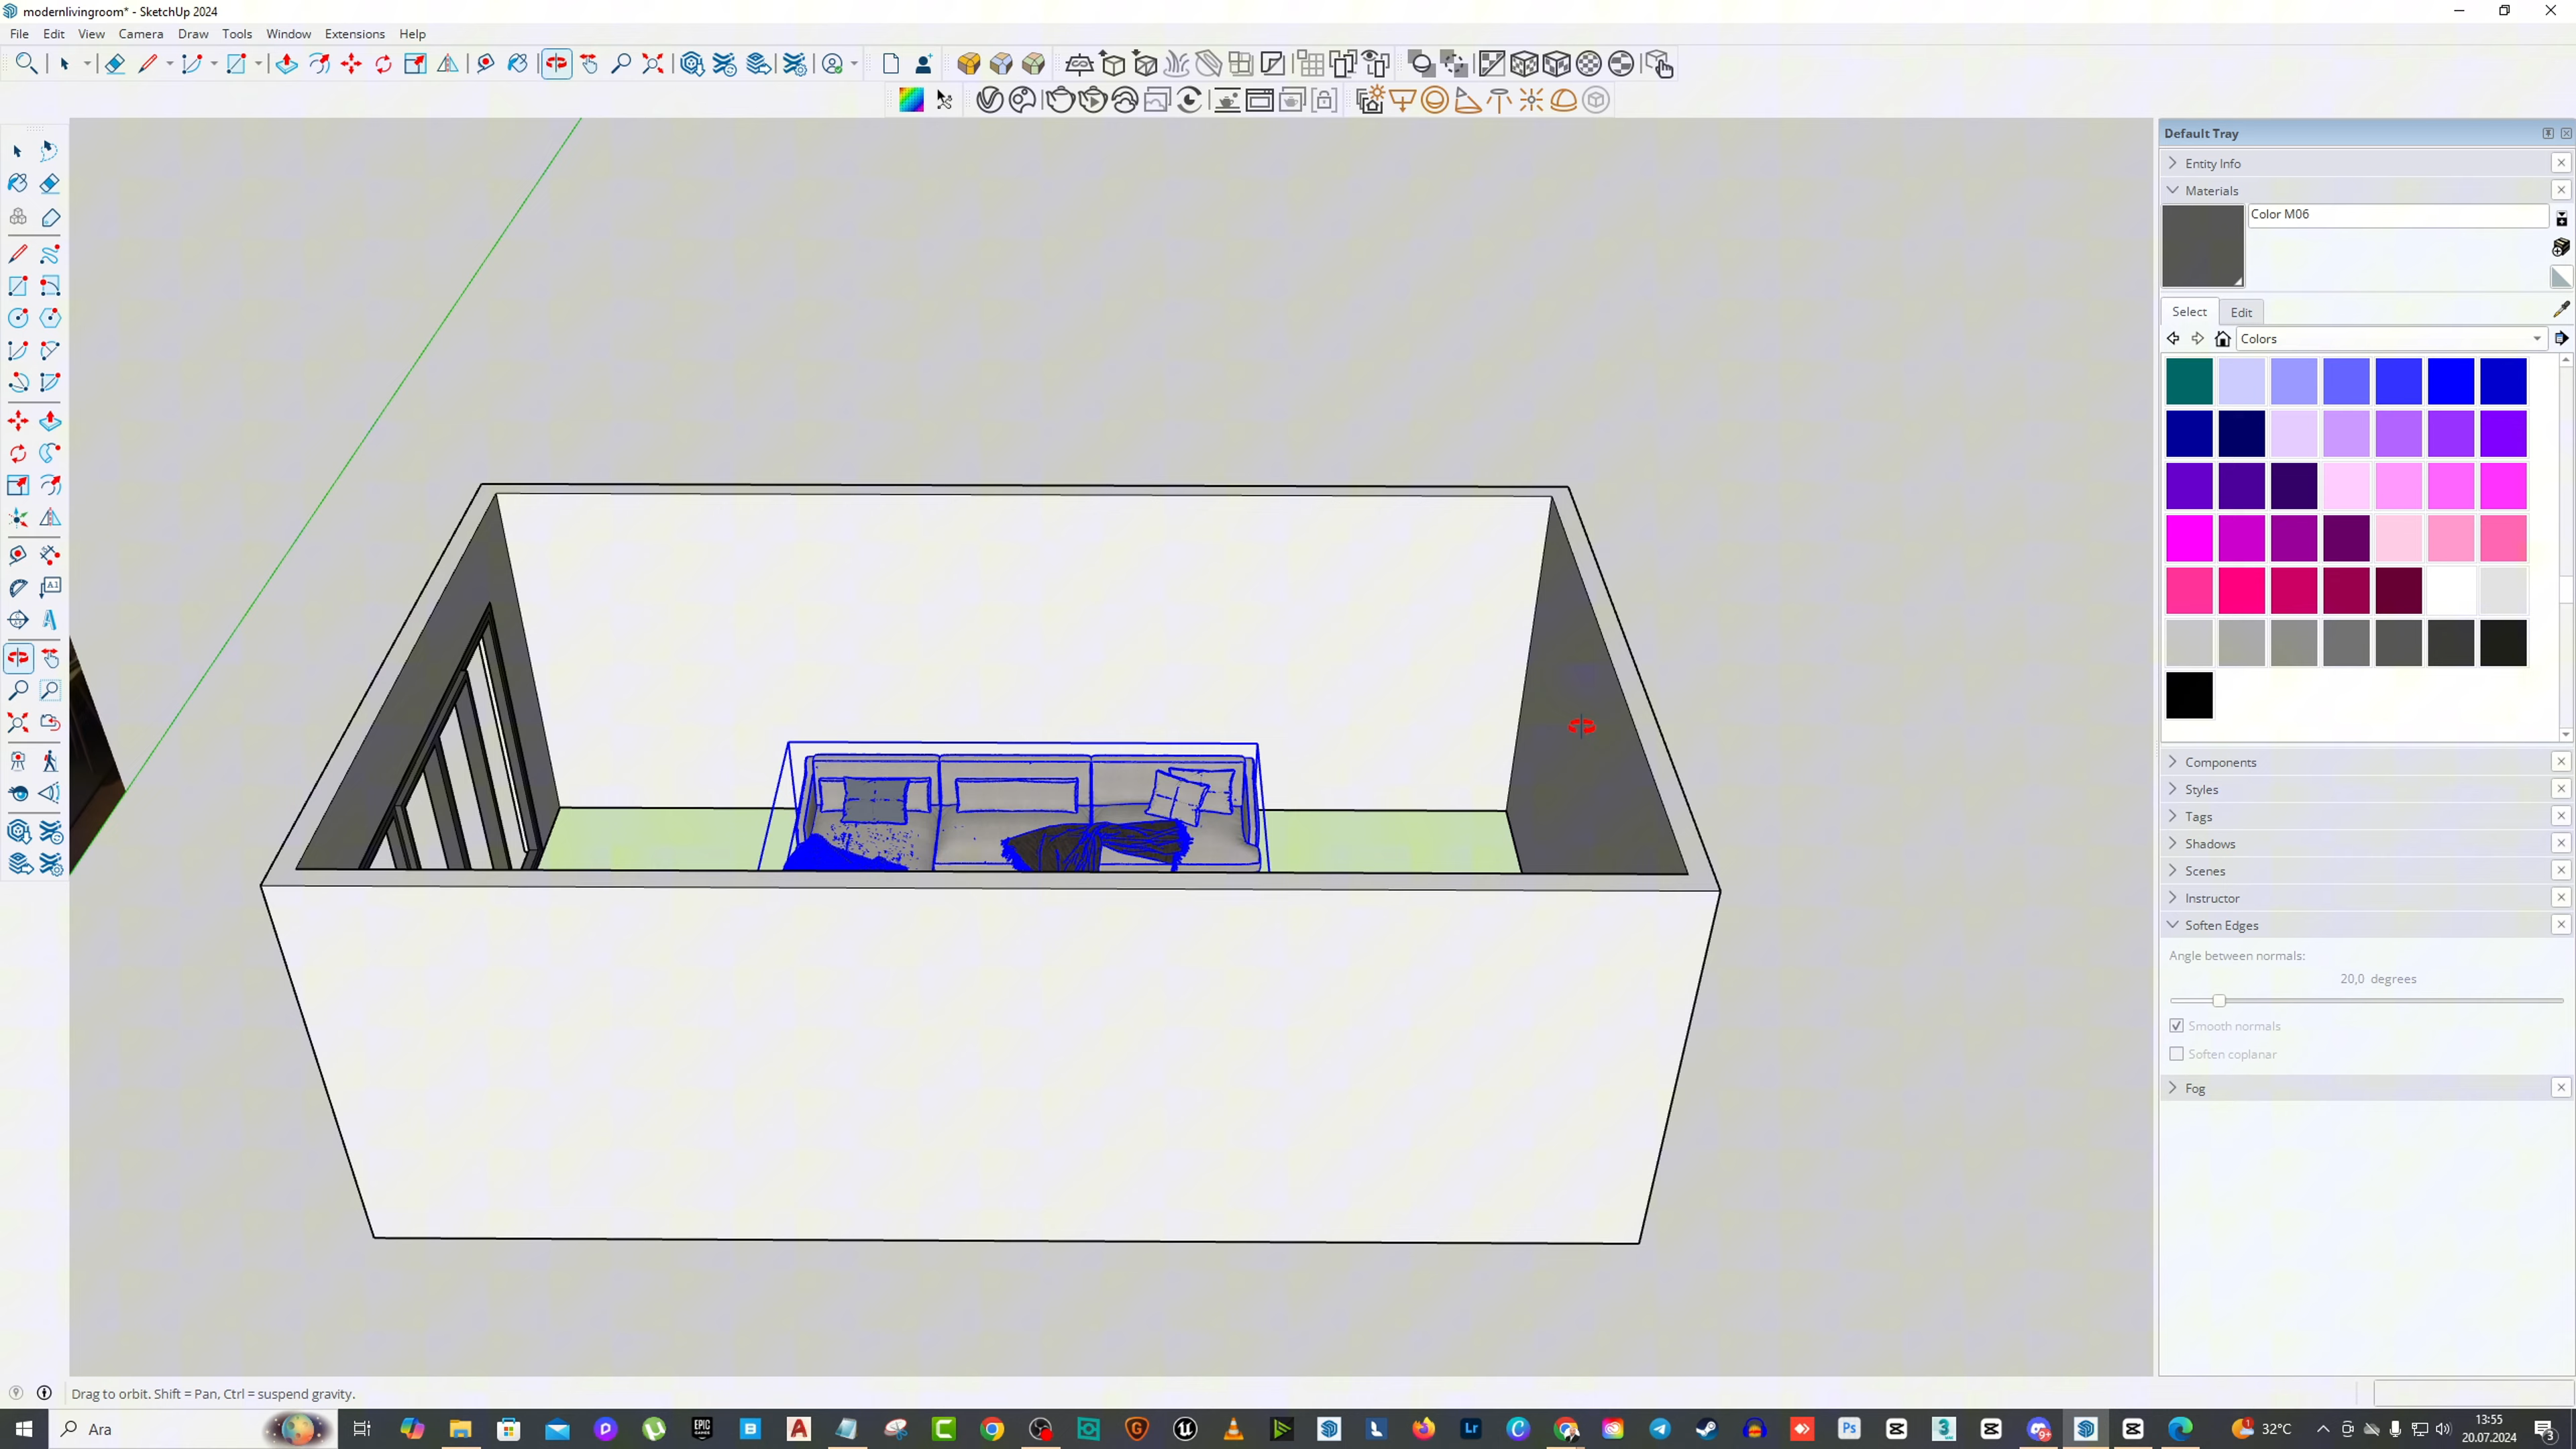 modernlivingroom* - SketchUp 2024
File Edit View Camera Draw Tools Window Extensions Help
Default Tray
Entity Info
Materials
Color M06
Select Edit
Colors
Components
Styles
Tags
Shadows
Scenes
Instructor
Soften Edges
Angle between normals:
20,0 degrees
Smooth normals
Soften coplanar
Fog
Drag to orbit. Shift = Pan, Ctrl = suspend gravity.
Ara
32°C
13:55
20.07.2024